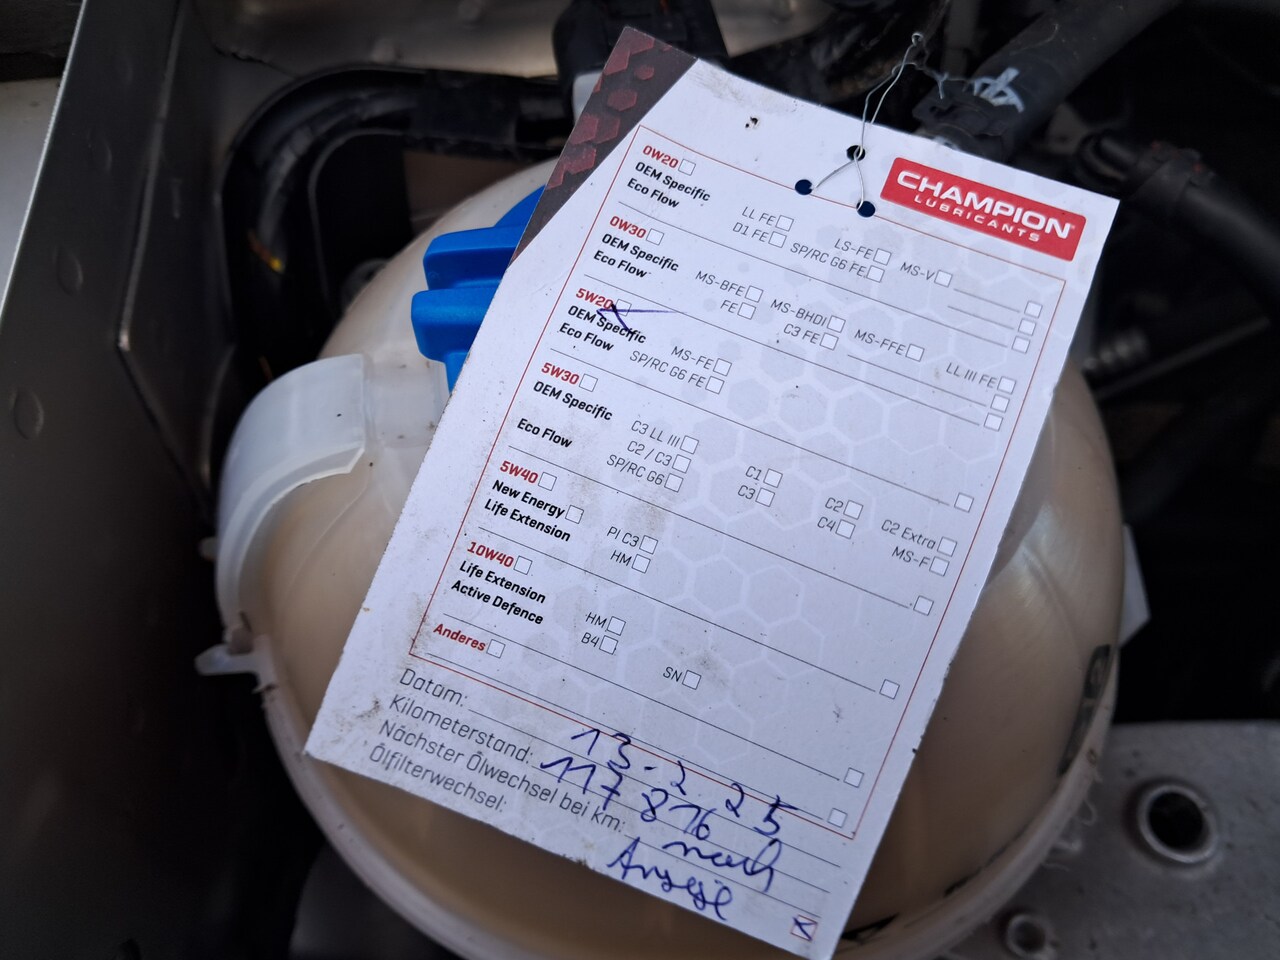 CHAMPION
LUBRICANTS
0W20
OEM Specific LL FE LS-FE MS-V
Eco Flow D1 FE SP/RC G6 FE
0W30
OEM Specific MS-BFE MS-BHDI MS-FFE LL III FE
Eco Flow FE C3 FE
5W20
OEM Specific MS-FE
Eco Flow SP/RC G6 FE
5W30
OEM Specific C3 LL III C1 C2 C2 Extra
C2 / C3 C3 C4 MS-F
Eco Flow SP/RC G6
5W40
New Energy PI C3
Life Extension HM
10W40
Life Extension HM
Active Defence B4 SN
Anderes
Datum: 13-2 25
Kilometerstand: 117 876
Nächster Ölwechsel bei km: nach
Anzeige
Ölfilterwechsel: